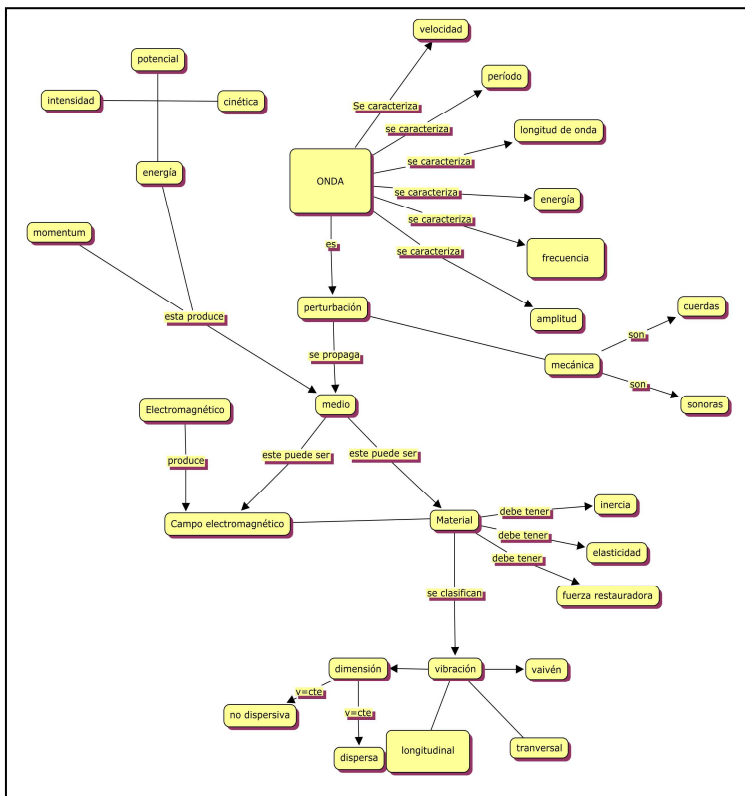 velocidad
potencial
período
intensidad
cinética
Se caracteriza
se caracteriza
longitud de onda
se caracteriza
energía
ONDA
se caracteriza
energía
se caracteriza
momentum
es
se caracteriza
frecuencia
perturbación
cuerdas
esta produce
amplitud
son
se propaga
mecánica
son
Electromagnético
medio
sonoras
produce
este puede ser
este puede ser
inercia
debe tener
Campo electromagnético
Material
debe tener
elasticidad
debe tener
fuerza restauradora
se clasifican
dimensión
vibración
vaivén
v=cte
no dispersiva
v=cte
longitudinal
tranversal
dispersa